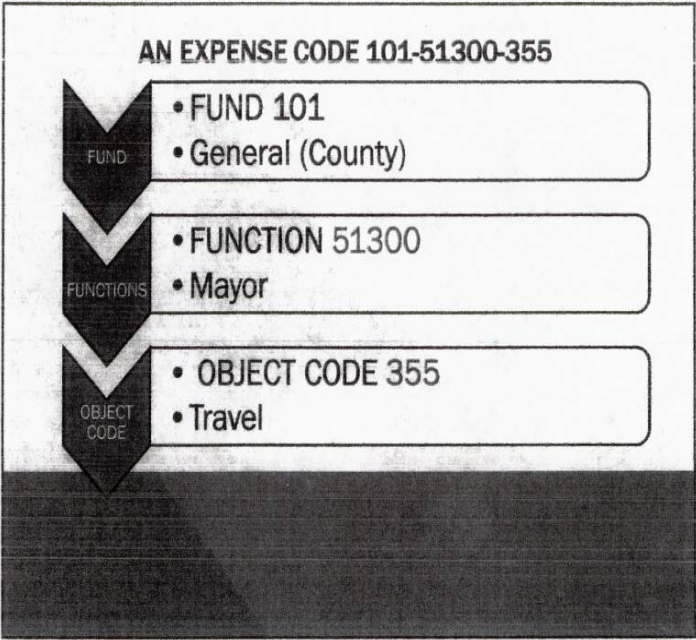 AN EXPENSE CODE 101-51300-355
FUND
• FUND 101
• General (County)
FUNCTIONS
• FUNCTION 51300
• Mayor
OBJECT
CODE
• OBJECT CODE 355
• Travel